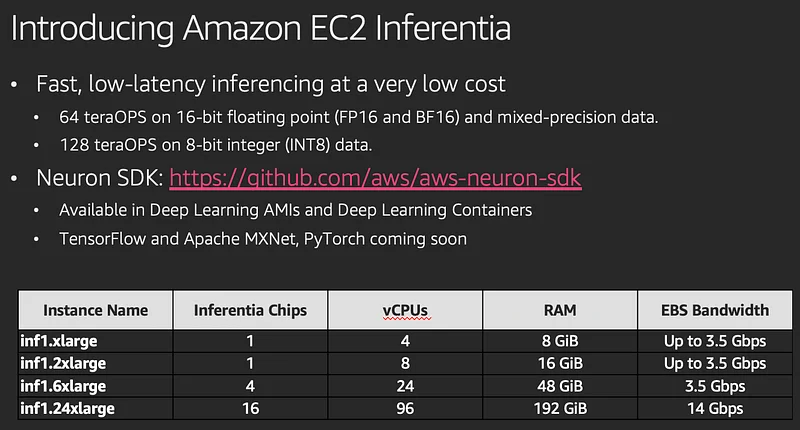 Introducing Amazon EC2 Inferentia
• Fast, low-latency inferencing at a very low cost
• 64 teraOPS on 16-bit floating point (FP16 and BF16) and mixed-precision data.
• 128 teraOPS on 8-bit integer (INT8) data.
• Neuron SDK: https://github.com/aws/aws-neuron-sdk
• Available in Deep Learning AMIs and Deep Learning Containers
• TensorFlow and Apache MXNet, PyTorch coming soon
Instance Name Inferentia Chips vCPUs RAM EBS Bandwidth
inf1.xlarge 1 4 8 GiB Up to 3.5 Gbps
inf1.2xlarge 1 8 16 GiB Up to 3.5 Gbps
inf1.6xlarge 4 24 48 GiB 3.5 Gbps
inf1.24xlarge 16 96 192 GiB 14 Gbps